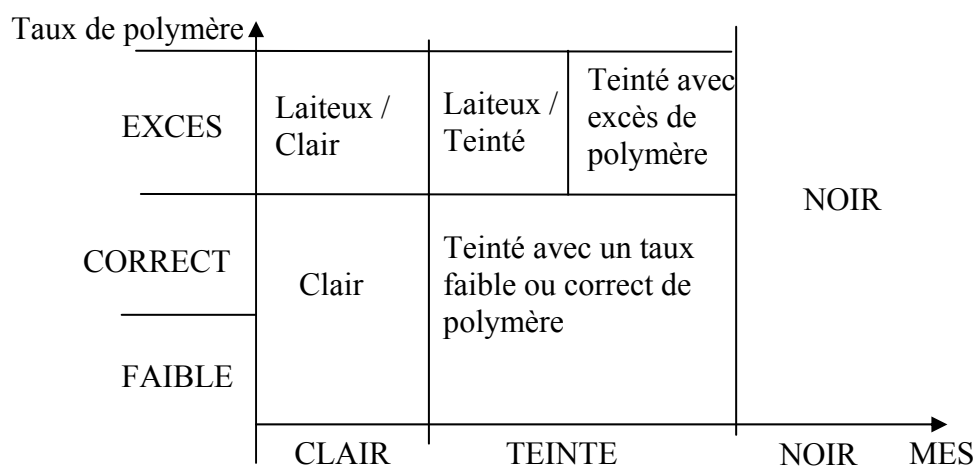 Taux de polymère
EXCES
Laiteux /
Clair
Laiteux /
Teinté
Teinté avec
excès de
polymère
NOIR
CORRECT
Clair
Teinté avec un taux
faible ou correct de
polymère
FAIBLE
CLAIR
TEINTE
NOIR
MES